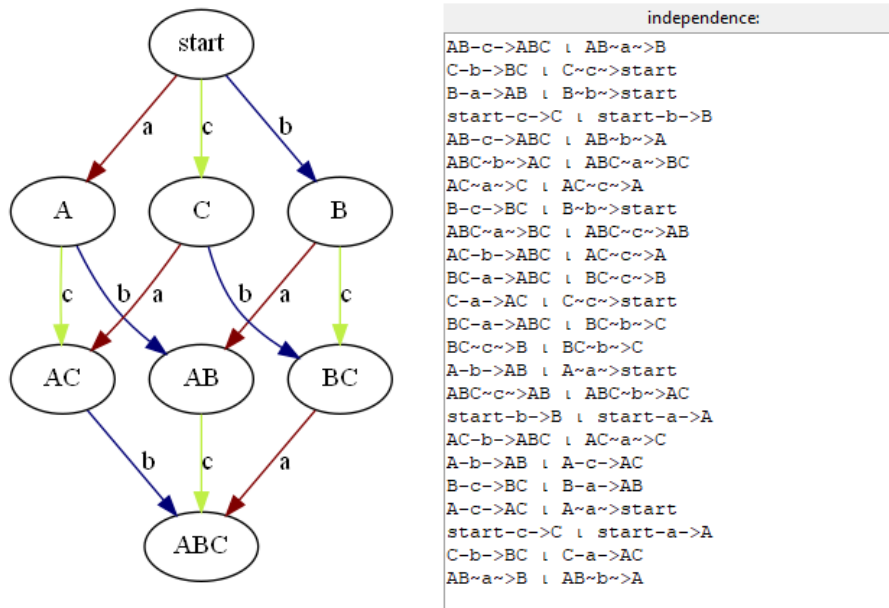 start
a c b
A C B
c b a b a c
AC AB BC
b c a
ABC
independence:
AB-c->ABC ι AB~a~>B
C-b->BC ι C~c~>start
B-a->AB ι B~b~>start
start-c->C ι start-b->B
AB-c->ABC ι AB~b~>A
ABC~b~>AC ι ABC~a~>BC
AC~a~>C ι AC~c~>A
B-c->BC ι B~b~>start
ABC~a~>BC ι ABC~c~>AB
AC-b->ABC ι AC~c~>A
BC-a->ABC ι BC~c~>B
C-a->AC ι C~c~>start
BC-a->ABC ι BC~b~>C
BC~c~>B ι BC~b~>C
A-b->AB ι A~a~>start
ABC~c~>AB ι ABC~b~>AC
start-b->B ι start-a->A
AC-b->ABC ι AC~a~>C
A-b->AB ι A-c->AC
B-c->BC ι B-a->AB
A-c->AC ι A~a~>start
start-c->C ι start-a->A
C-b->BC ι C-a->AC
AB~a~>B ι AB~b~>A